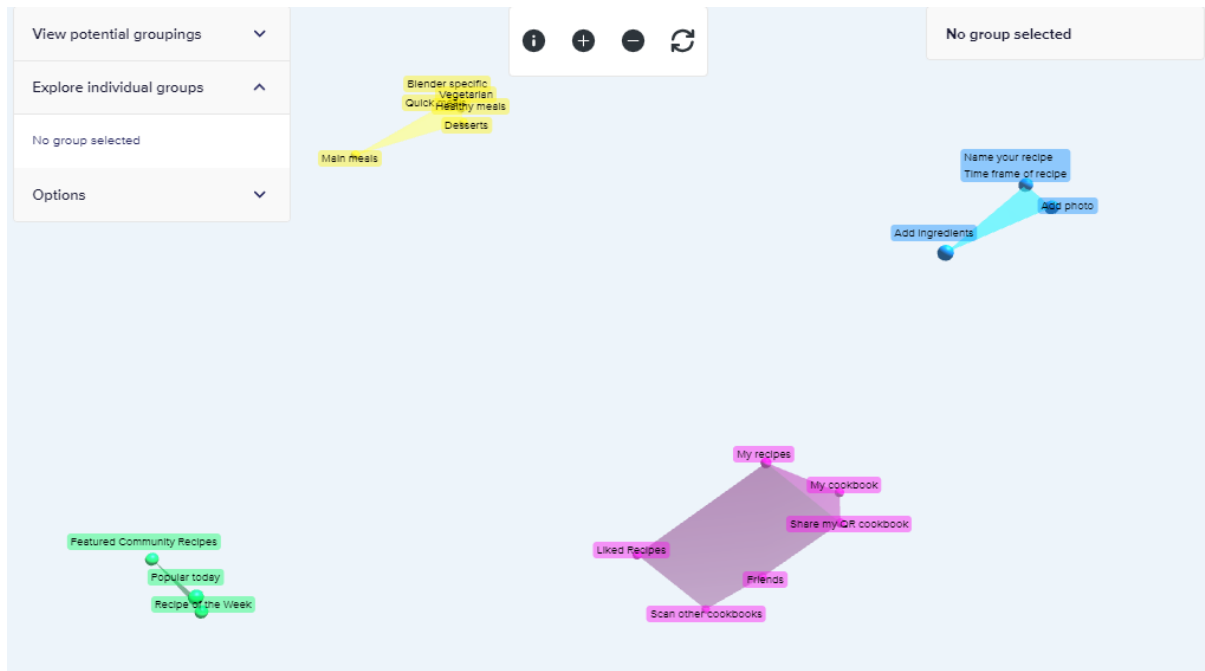 View potential groupings
Explore individual groups
No group selected
Options
No group selected
Blender specific
Vegetarian
Quick meals
Healthy meals
Desserts
Main meals
Name your recipe
Time frame of recipe
Add photo
Add ingredients
My recipes
My cookbook
Share my QR cookbook
Liked Recipes
Friends
Scan other cookbooks
Featured Community Recipes
Popular today
Recipe of the Week